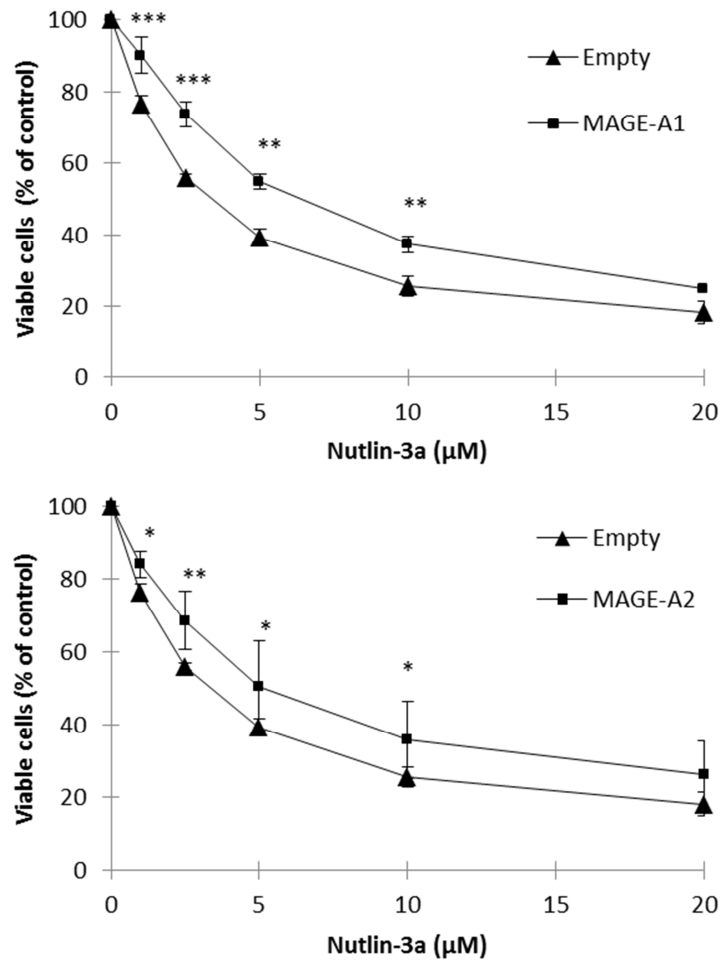 100
80
60
40
20
0
Viable cells (% of control)
***
***
**
**
Empty
MAGE-A1
0 5 10 15 20
Nutlin-3a (µM)
100
80
60
40
20
0
Viable cells (% of control)
*
**
*
*
Empty
MAGE-A2
0 5 10 15 20
Nutlin-3a (µM)